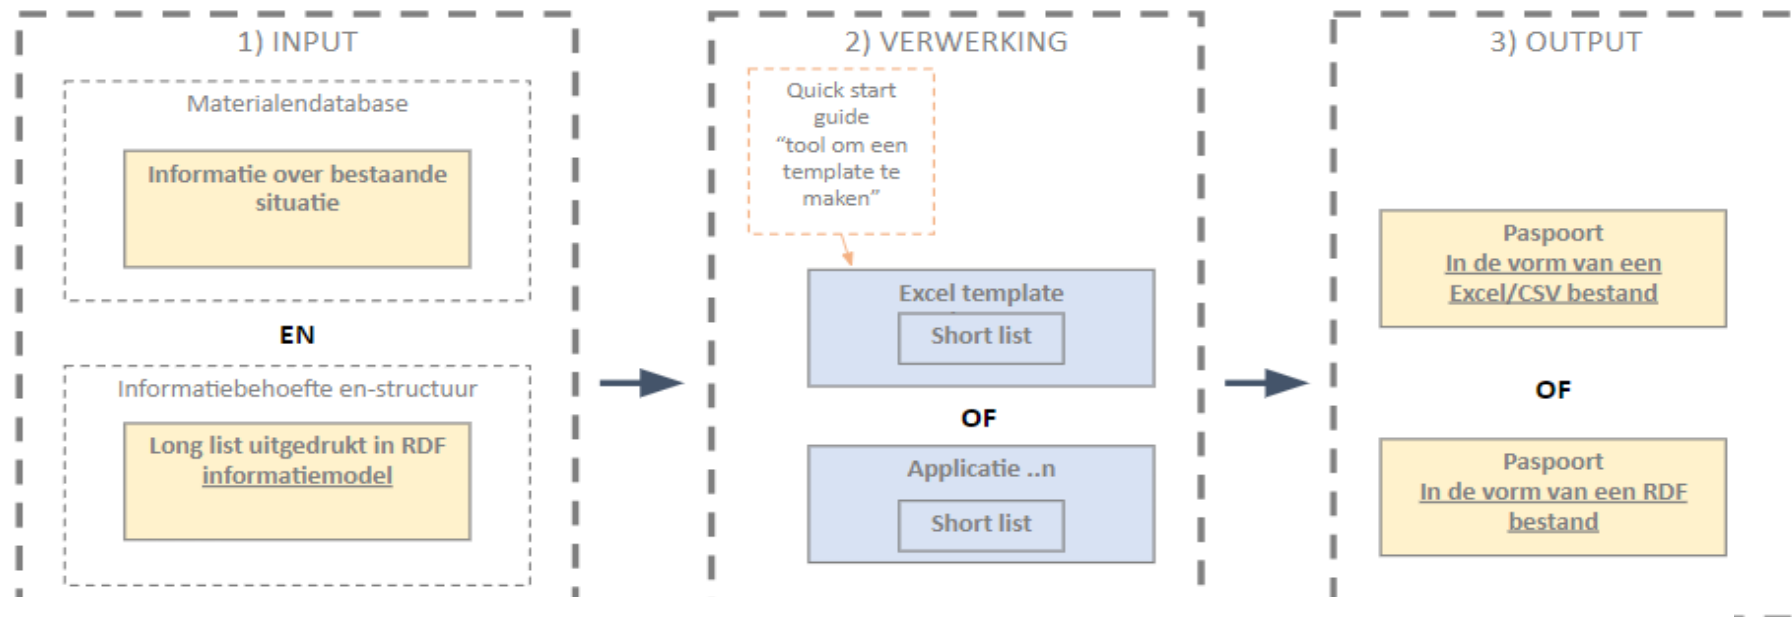 1) INPUT
Materialendatabase
Informatie over bestaande
situatie
EN
Informatiebehoefte en-structuur
Long list uitgedrukt in RDF
informatiemodel
2) VERWERKING
Quick start
guide
“tool om een
template te
maken”
Excel template
Short list
OF
Applicatie ..n
Short list
3) OUTPUT
Paspoort
In de vorm van een
Excel/CSV bestand
OF
Paspoort
In de vorm van een RDF
bestand